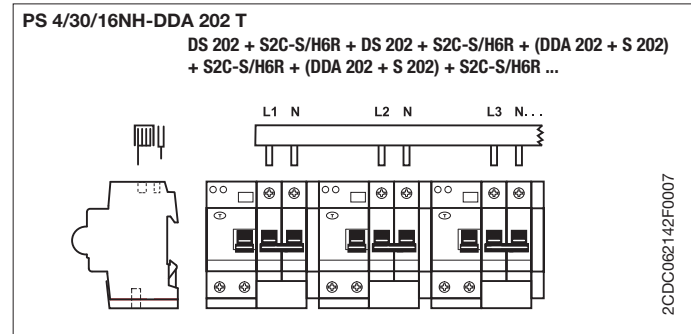 PS 4/30/16NH-DDA 202 T
DS 202 + S2C-S/H6R + DS 202 + S2C-S/H6R + (DDA 202 + S 202)
+ S2C-S/H6R + (DDA 202 + S 202) + S2C-S/H6R ...
L1 N L2 N L3 N...
T T T
2CDC062142F0007